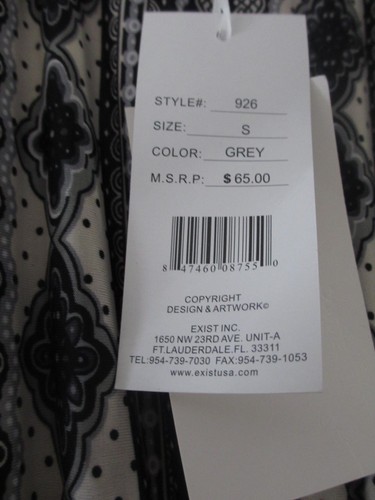 STYLE#: 926
SIZE: S
COLOR: GREY
M.S.R.P: $65.00
8 47460 08755 0
COPYRIGHT
DESIGN & ARTWORK©
EXIST INC.
1650 NW 23RD AVE. UNIT-A
FT.LAUDERDALE.FL. 33311
TEL:954-739-7030 FAX:954-739-1053
www.existusa.com